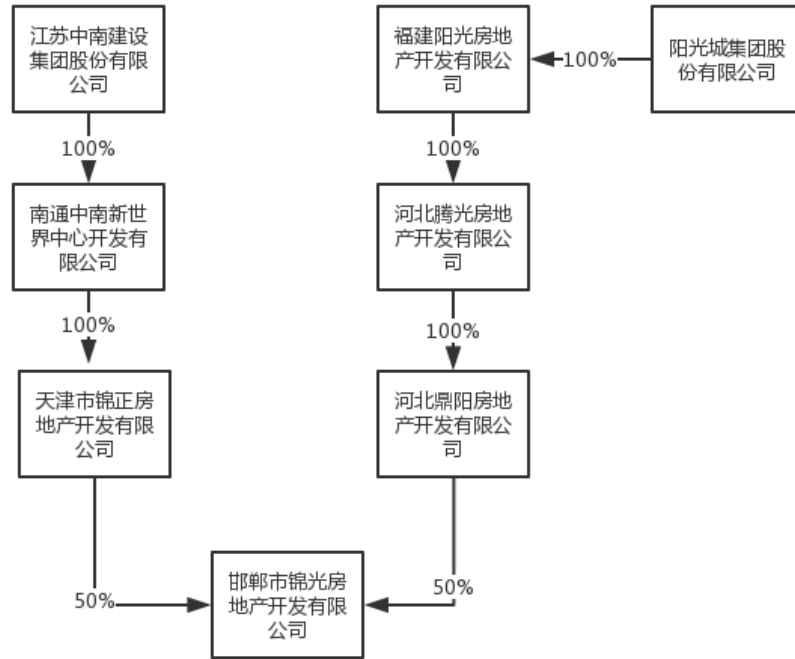 江苏中南建设
集团股份有限
公司
福建阳光房地
产开发有限公
司
100%
阳光城集团股
份有限公司
100%
100%
南通中南新世
界中心开发有
限公司
河北腾光房地
产开发有限公
司
100%
100%
天津市锦正房
地产开发有限
公司
河北鼎阳房地
产开发有限公
司
50%
邯郸市锦光房
地产开发有限
公司
50%